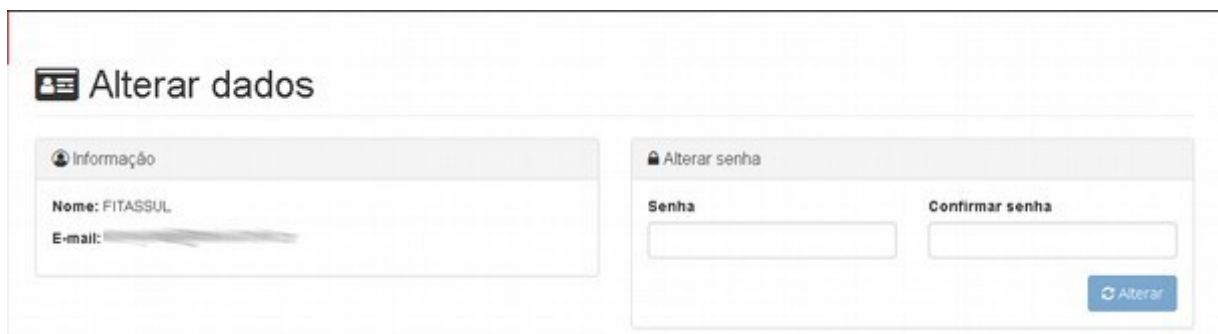 Alterar dados
Informação
Nome: FITASSUL
E-mail:
Alterar senha
Senha
Confirmar senha
Alterar